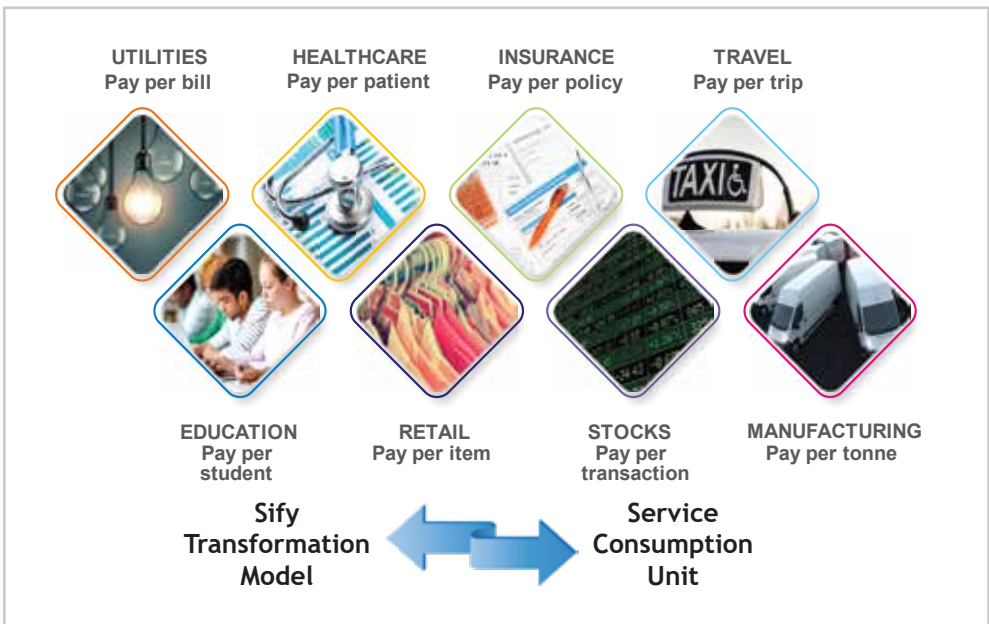 UTILITIES
Pay per bill
HEALTHCARE
Pay per patient
INSURANCE
Pay per policy
TRAVEL
Pay per trip
TAXI
EDUCATION
Pay per
student
RETAIL
Pay per item
STOCKS
Pay per
transaction
MANUFACTURING
Pay per tonne
Sify
Transformation
Model
Service
Consumption
Unit